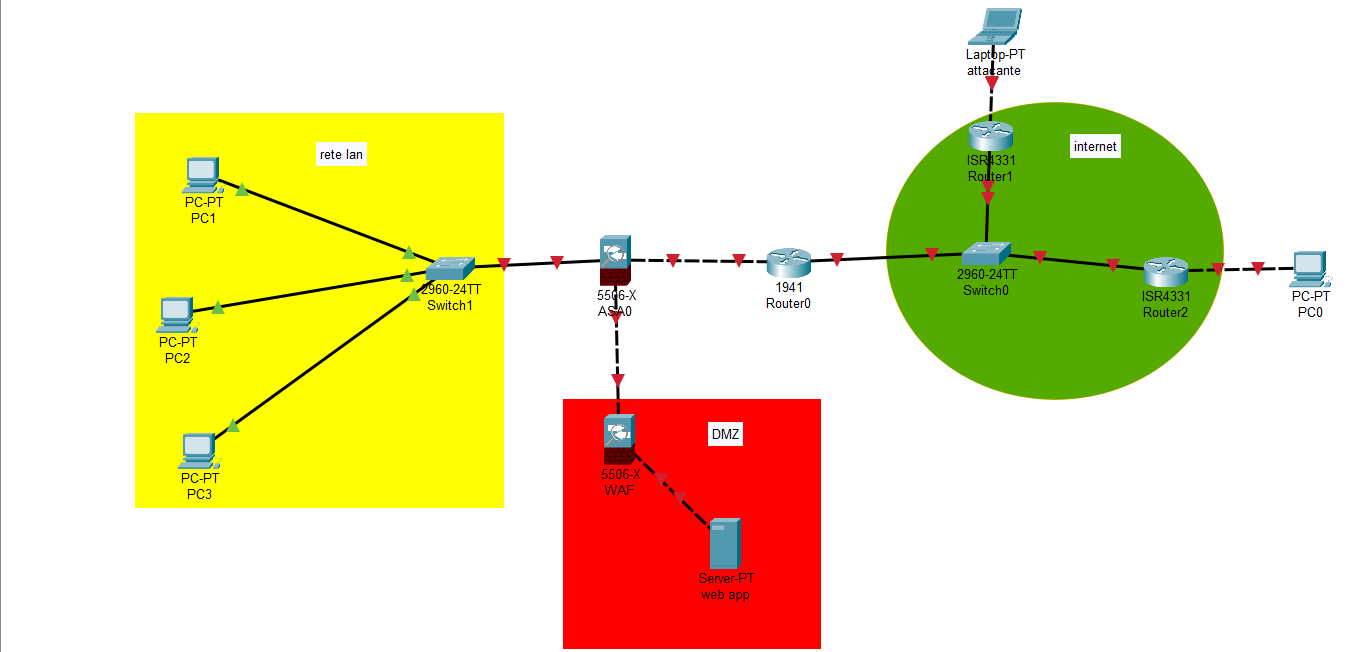 Laptop-PT
attacante
rete lan
internet
ISR4331
Router1
PC-PT
PC1
2960-24TT
Switch1
5506-X
ASA0
1941
Router0
2960-24TT
Switch0
ISR4331
Router2
PC-PT
PC0
PC-PT
PC2
PC-PT
PC3
DMZ
5506-X
WAF
Server-PT
web app